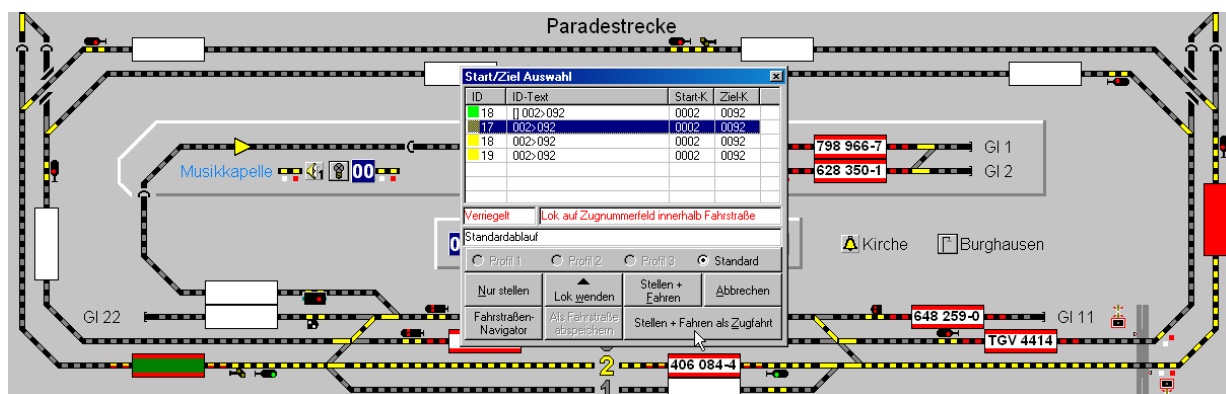 Paradestrecke
Start/Ziel Auswahl
ID ID-Text Start-K Ziel-K
18 [] 002>092 0002 0092
17 002>092 0002 0092
18 002>092 0002 0092
19 002>092 0002 0092
798 966-7 Gl 1
Musikkapelle 1 00
628 350-1 Gl 2
Verriegelt Lok auf Zugnummerfeld innerhalb Fahrstraße
Standardablauf
0
Kirche Burghausen
Profil 1 Profil 2 Profil 3 Standard
Nur stellen Lok wenden Stellen + Fahren Abbrechen
Gl 22
Fahrstraßen-Navigator Als Fahrstraße abspeichern Stellen + Fahren als Zugfahrt
648 259-0 Gl 11
TGV 4414
2 406 084-4
1